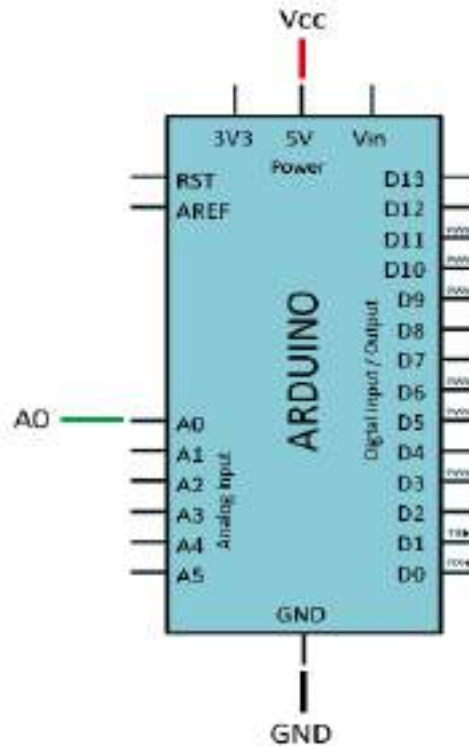 Vcc
3V3 5V Vin
Power
RST
AREF
A0
A0
A1
A2
A3
A4
A5
Analog Input
ARDUINO
Digital Input / Output
D13
D12
D11
D10
D9
D8
D7
D6
D5
D4
D3
D2
D1
D0
GND
GND